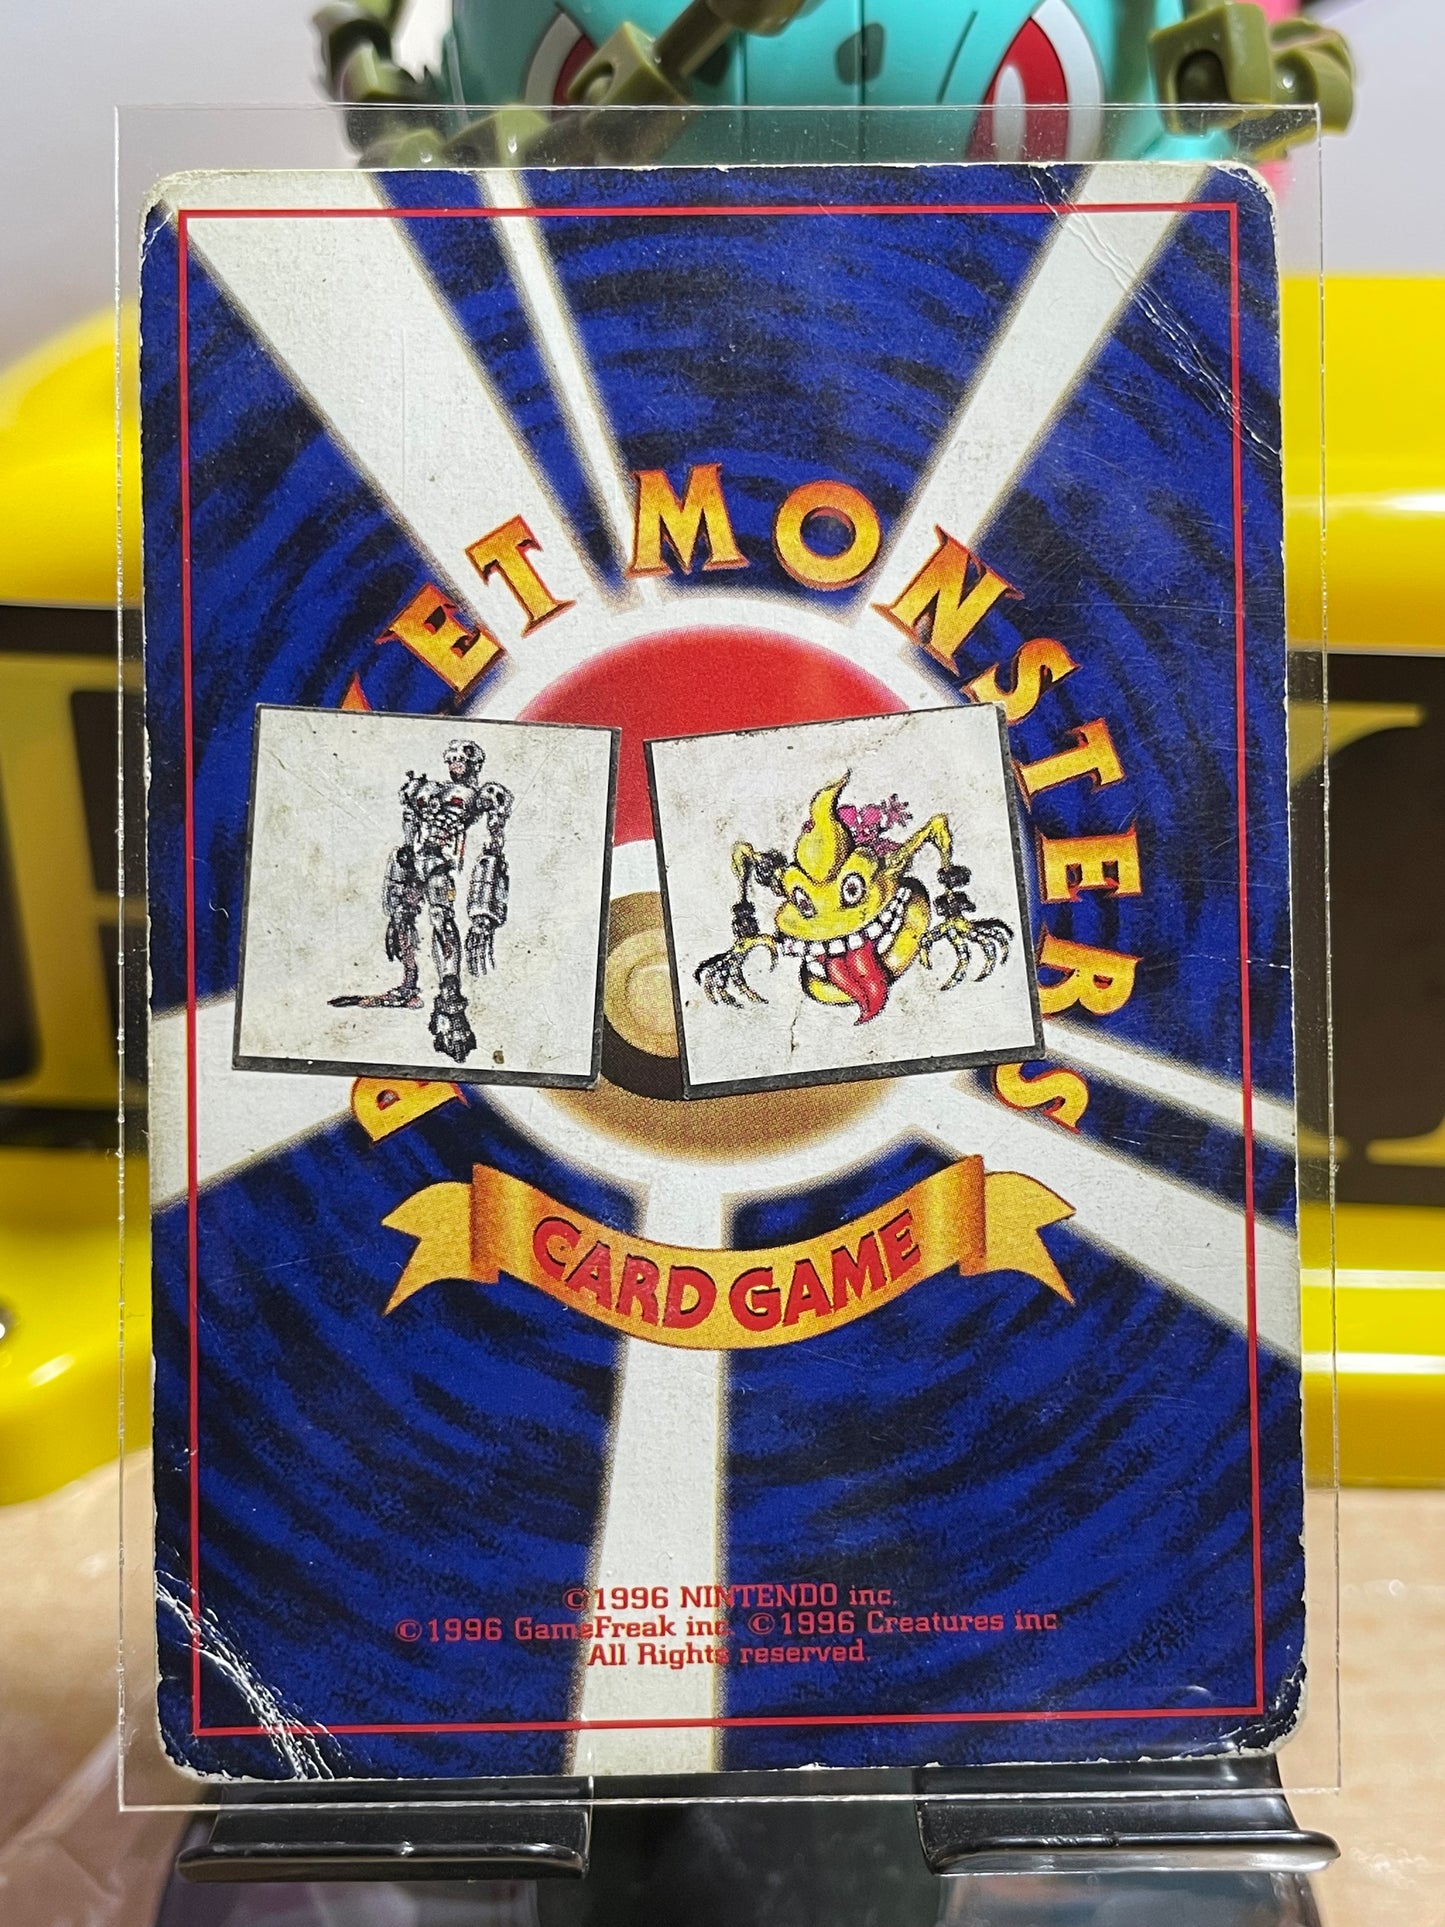 ET MONSTERS
CARD GAME
©1996 NINTENDO inc.
©1996 GameFreak inc. ©1996 Creatures inc.
All Rights reserved.